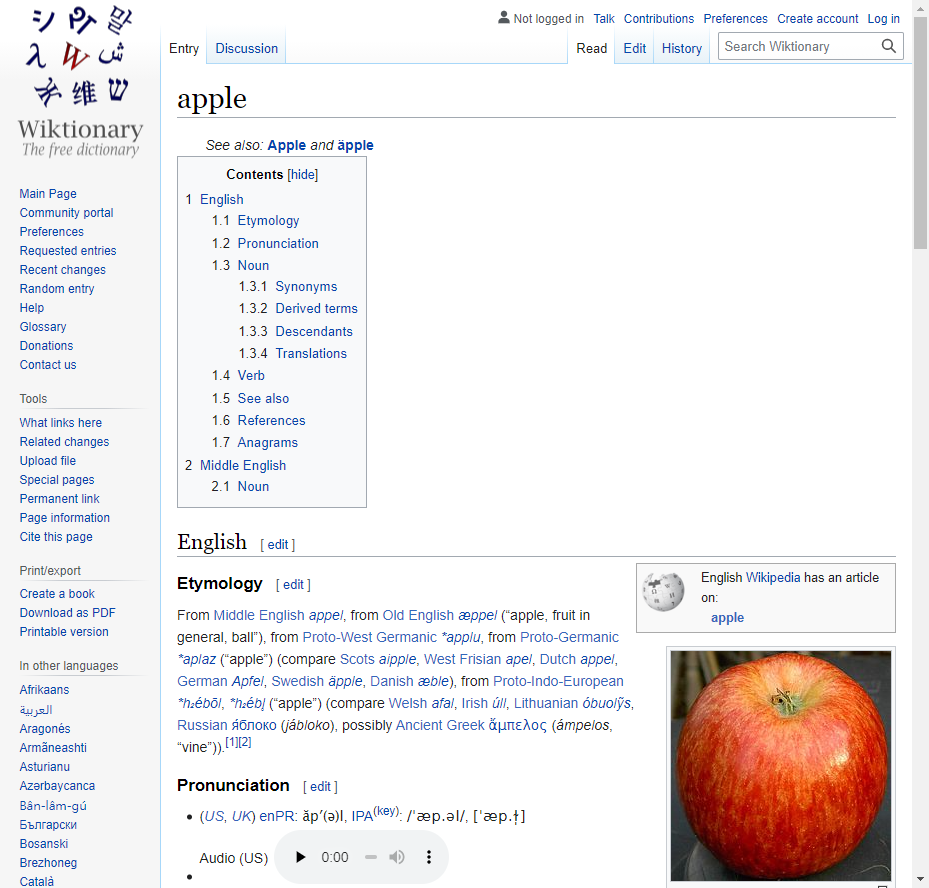 Not logged in Talk Contributions Preferences Create account Log in
Entry Discussion Read Edit History Search Wiktionary
シ 말
λ W ش
维 ש
Wiktionary
The free dictionary
Main Page
Community portal
Preferences
Requested entries
Recent changes
Random entry
Help
Glossary
Donations
Contact us
Tools
What links here
Related changes
Upload file
Special pages
Permanent link
Page information
Cite this page
Print/export
Create a book
Download as PDF
Printable version
In other languages
Afrikaans
العربية
Aragonés
Armãneashti
Asturianu
Azərbaycanca
Bân-lâm-gú
Български
Bosanski
Brezhoneg
Català
apple
See also: Apple and äpple
Contents [hide]
1 English
1.1 Etymology
1.2 Pronunciation
1.3 Noun
1.3.1 Synonyms
1.3.2 Derived terms
1.3.3 Descendants
1.3.4 Translations
1.4 Verb
1.5 See also
1.6 References
1.7 Anagrams
2 Middle English
2.1 Noun
English [ edit ]
Etymology [ edit ]
From Middle English appel, from Old English æppel (“apple, fruit in
general, ball”), from Proto-West Germanic *applu, from Proto-Germanic
*aplaz (“apple”) (compare Scots aipple, West Frisian apel, Dutch appel,
German Apfel, Swedish äpple, Danish æble), from Proto-Indo-European
*h₂ébōl, *h₂ébl̥ (“apple”) (compare Welsh afal, Irish úll, Lithuanian óbuolỹs,
Russian я́блоко (jábloko), possibly Ancient Greek ἄμπελος (ámpelos,
“vine”)).[1][2]
English Wikipedia has an article
on:
apple
Pronunciation [ edit ]
• (US, UK) enPR: ăp′(ə)l, IPA(key): /ˈæp.əl/, [ˈæp.ɫ̩]
Audio (US) 0:00
•